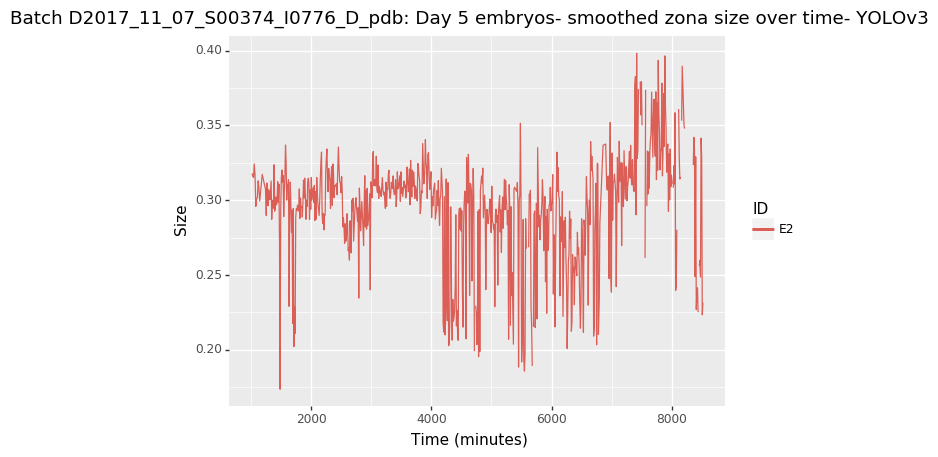 Batch D2017_11_07_S00374_I0776_D_pdb: Day 5 embryos- smoothed zona size over time- YOLOv3
0.40
0.35
0.30
0.25
0.20
Size
2000
4000
6000
8000
Time (minutes)
ID
E2